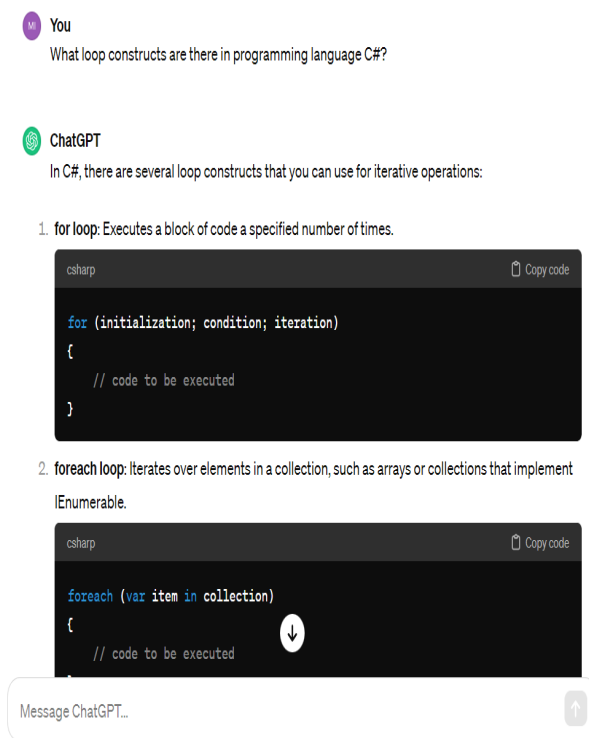 MI
You
What loop constructs are there in programming language C#?
ChatGPT
In C#, there are several loop constructs that you can use for iterative operations:
1. for loop: Executes a block of code a specified number of times.
csharp
Copy code
for (initialization; condition; iteration)
{
// code to be executed
}
2. foreach loop: Iterates over elements in a collection, such as arrays or collections that implement
IEnumerable.
csharp
Copy code
foreach (var item in collection)
{
// code to be executed
Message ChatGPT...